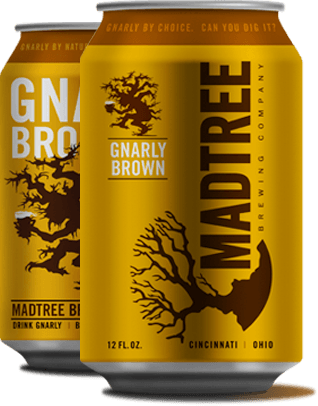 GNARLY BY NATU
GNA
BROW
MADTREE BR
DRINK GNARLY | B
GNARLY BY CHOICE. CAN YOU DIG IT?
GNARLY
BROWN
MADTREE
BREWING COMPANY
12 FL. OZ.
CINCINNATI | OHIO